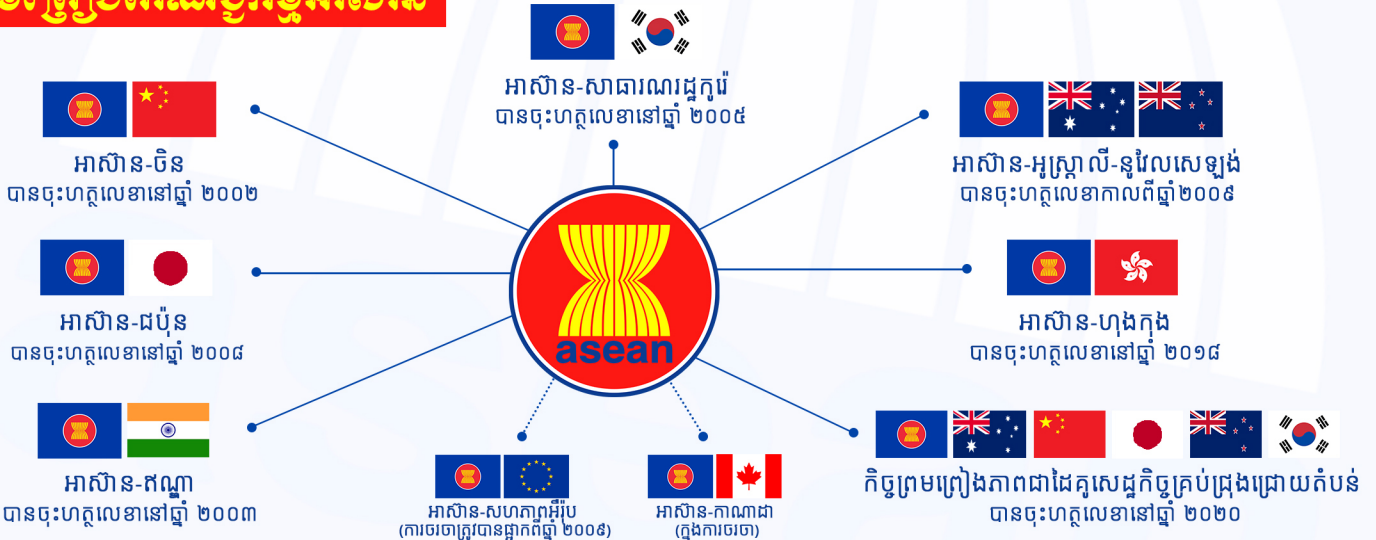 អាស៊ាន-សាធារណរដ្ឋកូរ៉េ
បានចុះហត្ថលេខានៅឆ្នាំ ២០០៥
អាស៊ាន-ចិន
បានចុះហត្ថលេខានៅឆ្នាំ ២០០២
អាស៊ាន-អូស្ត្រាលី-នូវែលសេឡង់
បានចុះហត្ថលេខាកាលពីឆ្នាំ២០០៩
អាស៊ាន-ជប៉ុន
បានចុះហត្ថលេខានៅឆ្នាំ ២០០៨
asean
អាស៊ាន-ហុងកុង
បានចុះហត្ថលេខានៅឆ្នាំ ២០១៨
អាស៊ាន-ឥណ្ឌា
បានចុះហត្ថលេខានៅឆ្នាំ ២០០៣
អាស៊ាន-សហភាពអឺរ៉ុប
(ការចរចាត្រូវបានផ្អាកពីឆ្នាំ ២០០៩)
អាស៊ាន-កាណាដា
(ក្នុងការចរចា)
កិច្ចព្រមព្រៀងភាពជាដៃគូសេដ្ឋកិច្ចគ្រប់ជ្រុងជ្រោយតំបន់
បានចុះហត្ថលេខានៅឆ្នាំ ២០២០